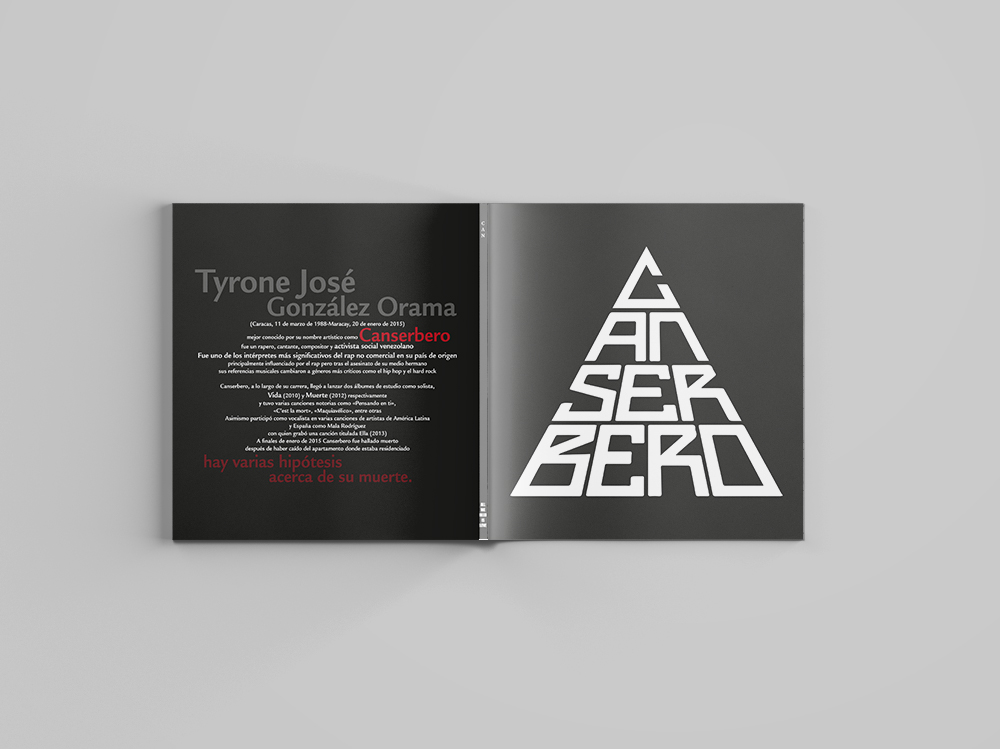 Tyrone José
González Orama
(Caracas, 11 de marzo de 1988-Maracay, 20 de enero de 2015)
mejor conocido por su nombre artístico como Canserbero
fue un rapero, cantante, compositor y activista social venezolano
Fue uno de los intérpretes más significativos del rap no comercial en su país de origen
principalmente influenciado por el rap pero tras el asesinato de su medio hermano
sus referencias musicales cambiaron a géneros más críticos como el hip hop y el hard rock
Canserbero, a lo largo de su carrera, llegó a lanzar dos álbumes de estudio como solista,
Vida (2010) y Muerte (2012) respectivamente
y tuvo varias canciones notorias como «Pensando en ti»,
«C'est la mort», «Maquiavélico», entre otras
Asimismo participó como vocalista en varias canciones de artistas de América Latina
y España como Mala Rodríguez
con quien grabó una canción titulada Ella (2013)
A finales de enero de 2015 Canserbero fue hallado muerto
después de haber caído del apartamento donde estaba residenciado
hay varias hipótesis
acerca de su muerte.
CAN
C
AN
SER
BERO